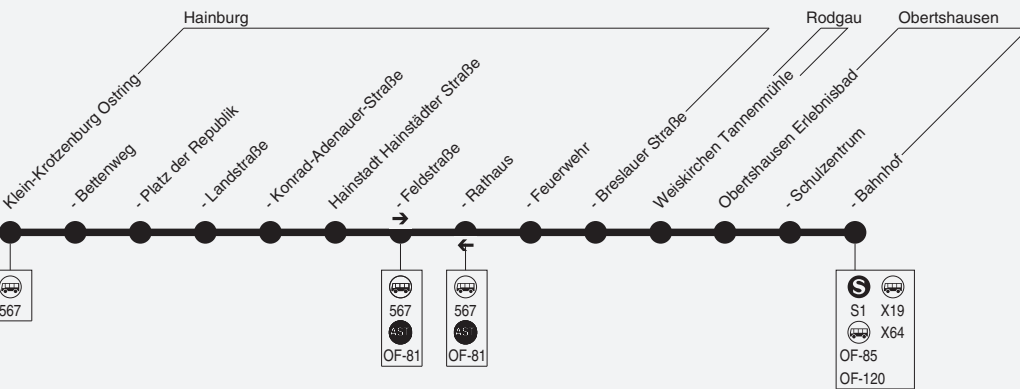 Hainburg
Rodgau
Obertshausen
Klein-Krotzenburg Ostring
- Bettenweg
- Platz der Republik
- Landstraße
- Konrad-Adenauer-Straße
Hainstadt Hainstädter Straße
- Feldstraße
- Rathaus
- Feuerwehr
- Breslauer Straße
Weiskirchen Tannenmühle
Obertshausen Erlebnisbad
- Schulzentrum
- Bahnhof
567
567
AST
OF-81
567
AST
OF-81
S
S1 X19
X64
OF-85
OF-120